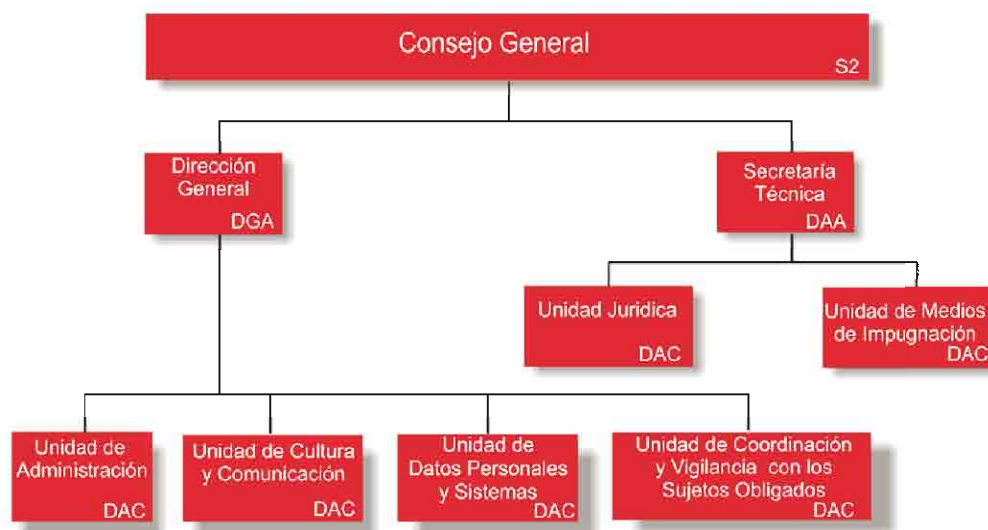 Consejo General
S2
Dirección
General
DGA
Secretaría
Técnica
DAA
Unidad Juridica
DAC
Unidad de Medios
de Impugnación
DAC
Unidad de
Administración
DAC
Unidad de Cultura
y Comunicación
DAC
Unidad de
Datos Personales
y Sistemas
DAC
Unidad de Coordinación
y Vigilancia con los
Sujetos Obligados
DAC